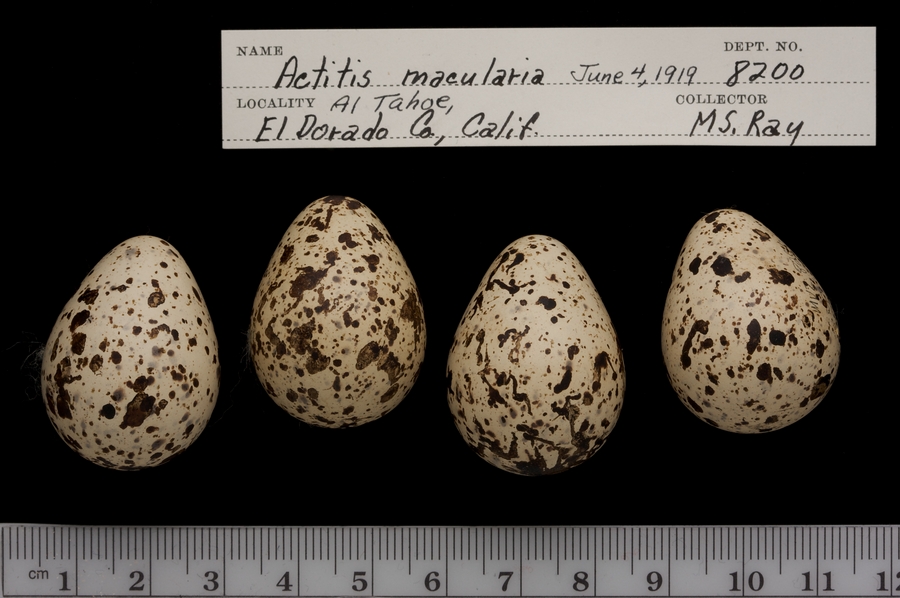 NAME DEPT. NO.
Actitis macularia June 4, 1919 8200
LOCALITY Al Tahoe, COLLECTOR
El Dorado Co., Calif. M.S. Ray
cm 1 2 3 4 5 6 7 8 9 10 11 12